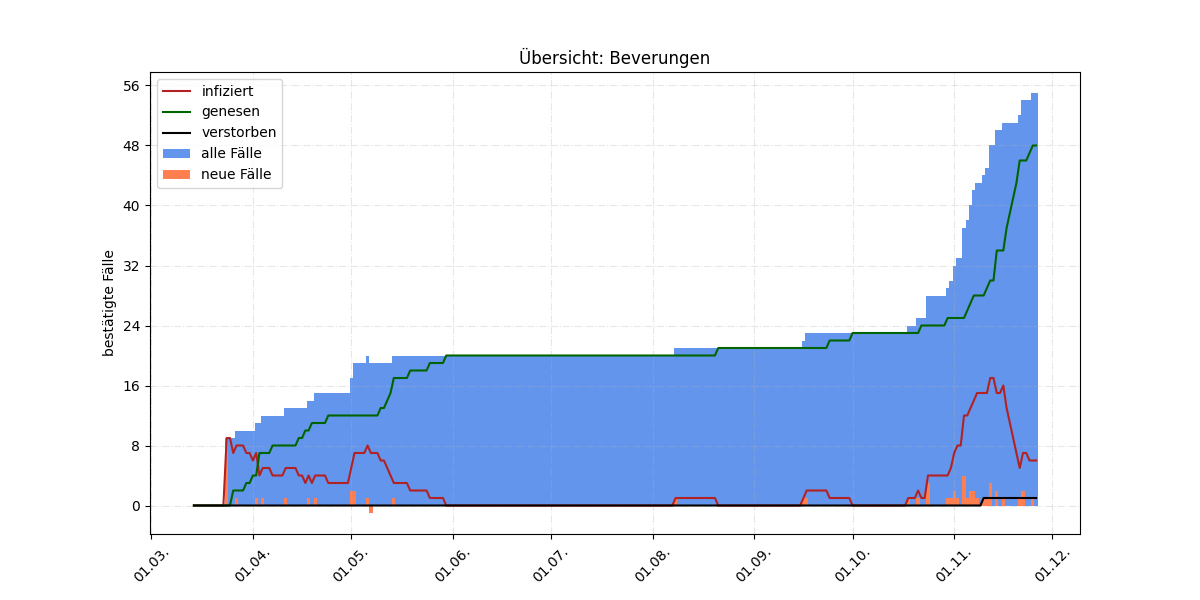 Übersicht: Beverungen
infiziert
genesen
verstorben
alle Fälle
neue Fälle
bestätigte Fälle
56
48
40
32
24
16
8
0
01.03.
01.04.
01.05.
01.06.
01.07.
01.08.
01.09.
01.10.
01.11.
01.12.